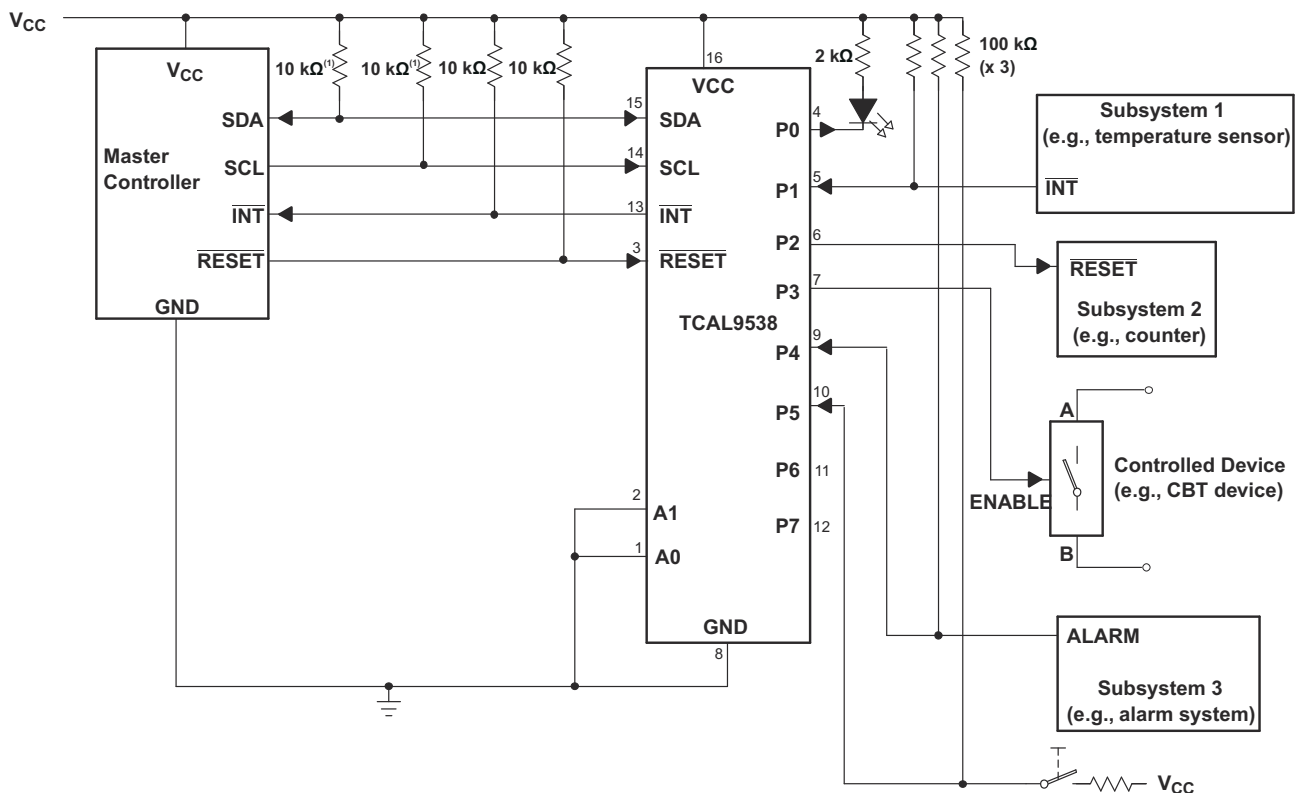 V_CC
V_CC
10 kΩ(1)
10 kΩ(1)
10 kΩ
10 kΩ
16
VCC
2 kΩ
100 kΩ
(x 3)
SDA
15
SDA
P0
4
Subsystem 1
(e.g., temperature sensor)
INT
Master
Controller
SCL
14
SCL
P1
5
INT
13
INT
P2
6
RESET
3
RESET
P3
7
RESET
Subsystem 2
(e.g., counter)
GND
TCAL9538
P4
9
P5
10
A
P6
11
ENABLE
Controlled Device
(e.g., CBT device)
2
A1
P7
12
B
1
A0
GND
8
ALARM
Subsystem 3
(e.g., alarm system)
V_CC